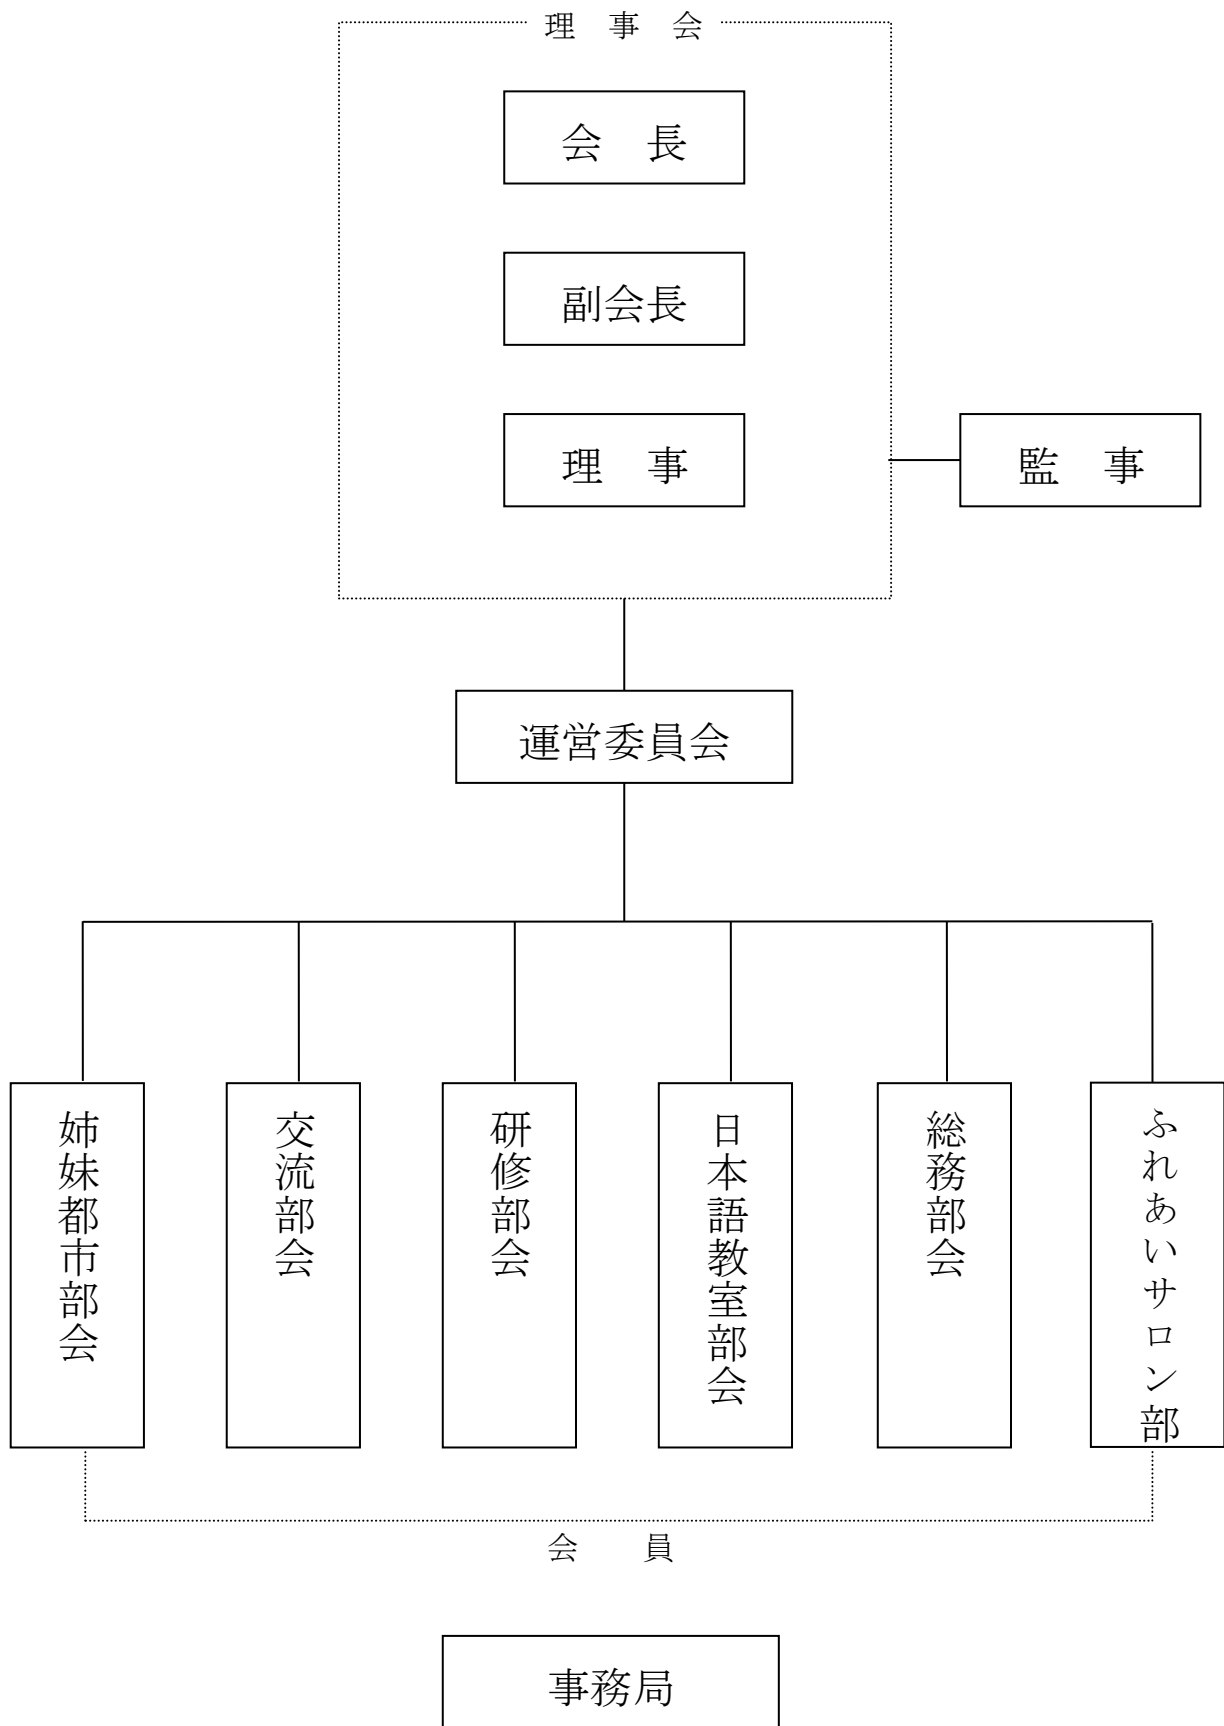 理　事　会
会　長
副会長
理　事
監　事
運営委員会
姉妹都市部会
交流部会
研修部会
日本語教室部会
総務部会
ふれあいサロン部
会　員
事務局